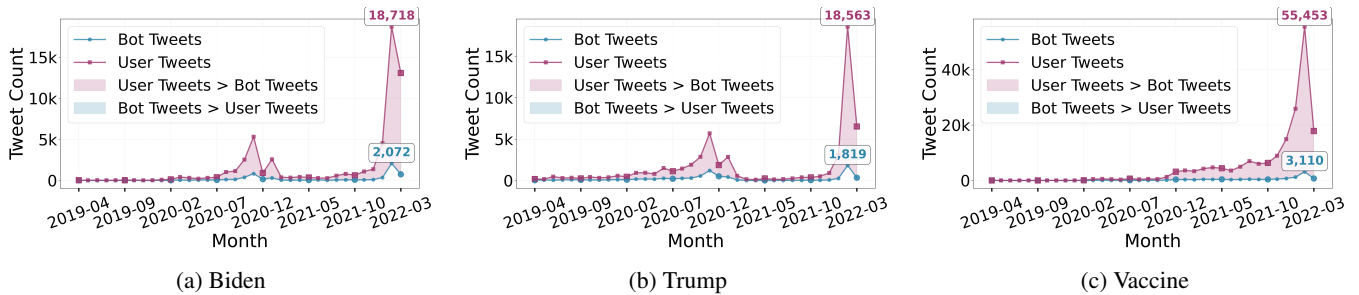 18,718
Bot Tweets
User Tweets
User Tweets > Bot Tweets
Bot Tweets > User Tweets
2,072
Tweet Count
15k
10k
5k
0
2019-04
2019-09
2020-02
2020-07
2020-12
2021-05
2021-10
2022-03
Month
(a) Biden
18,563
Bot Tweets
User Tweets
User Tweets > Bot Tweets
Bot Tweets > User Tweets
1,819
Tweet Count
15k
10k
5k
0
2019-04
2019-09
2020-02
2020-07
2020-12
2021-05
2021-10
2022-03
Month
(b) Trump
55,453
Bot Tweets
User Tweets
User Tweets > Bot Tweets
Bot Tweets > User Tweets
3,110
Tweet Count
40k
20k
0
2019-04
2019-09
2020-02
2020-07
2020-12
2021-05
2021-10
2022-03
Month
(c) Vaccine